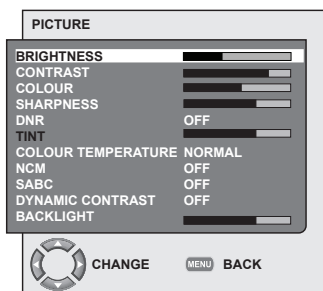 PICTURE
BRIGHTNESS
CONTRAST
COLOUR
SHARPNESS
DNR OFF
TINT
COLOUR TEMPERATURE NORMAL
NCM OFF
SABC OFF
DYNAMIC CONTRAST OFF
BACKLIGHT
CHANGE MENU BACK